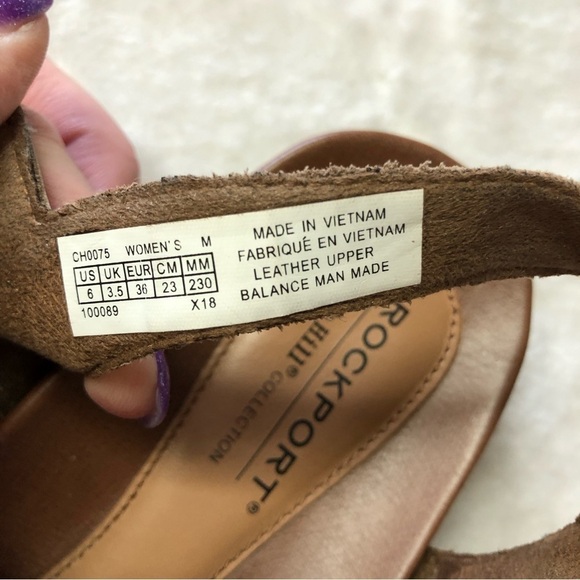 CH0075 WOMEN'S M
US UK EUR CM MM
6 3.5 36 23 230
100089 X18
MADE IN VIETNAM
FABRIQUÉ EN VIETNAM
LEATHER UPPER
BALANCE MAN MADE
ROCKPORT®
Hill®
COLLECTION